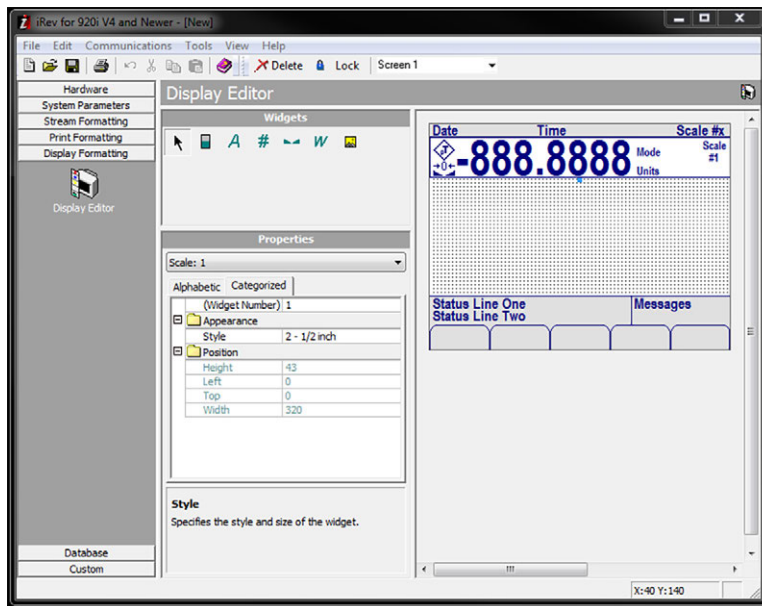 iRev for 920i V4 and Newer - [New]
File Edit Communications Tools View Help
Delete Lock Screen 1
Hardware
System Parameters
Stream Formatting
Print Formatting
Display Formatting
Display Editor
Database
Custom
Display Editor
Widgets
A # W
Properties
Scale: 1
Alphabetic Categorized
(Widget Number) 1
Appearance
Style 2 - 1/2 inch
Position
Height 43
Left 0
Top 0
Width 320
Style
Specifies the style and size of the widget.
Date Time Scale #x
→0← -888.8888 Mode Units Scale #1
Status Line One Messages
Status Line Two
X:40 Y:140